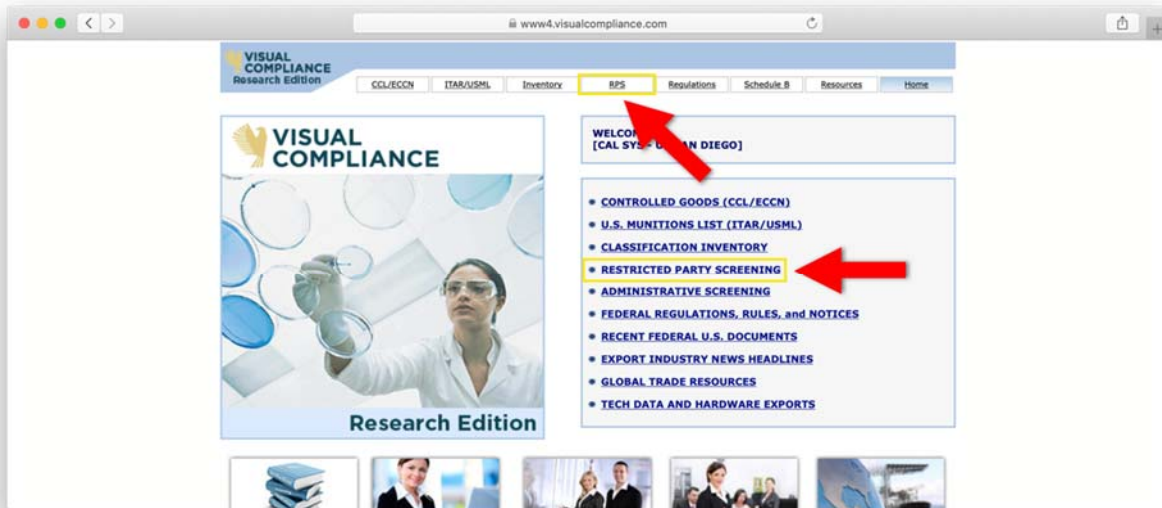 www4.visualcompliance.com
VISUAL
COMPLIANCE
Research Edition
CCL/ECCN ITAR/USML Inventory RPS Regulations Schedule B Resources Home
VISUAL
COMPLIANCE
Research Edition
[CAL SYS DIEGO]
CONTROLLED GOODS (CCL/ECCN)
U.S. MUNITIONS LIST (ITAR/USML)
CLASSIFICATION INVENTORY
RESTRICTED PARTY SCREENING
ADMINISTRATIVE SCREENING
FEDERAL REGULATIONS, RULES, and NOTICES
RECENT FEDERAL U.S. DOCUMENTS
EXPORT INDUSTRY NEWS HEADLINES
GLOBAL TRADE RESOURCES
TECH DATA AND HARDWARE EXPORTS